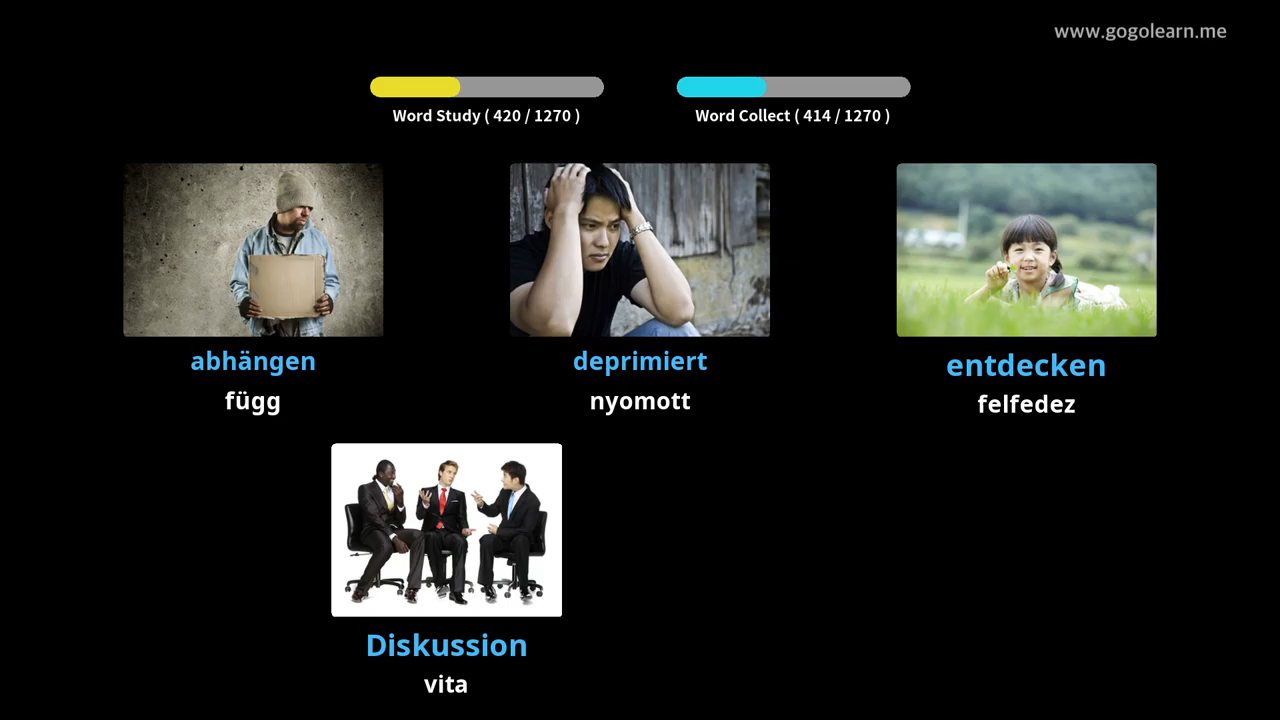 www.gogolearn.me
Word Study ( 420 / 1270 )
Word Collect ( 414 / 1270 )
abhängen
függ
deprimiert
nyomott
entdecken
felfedez
Diskussion
vita